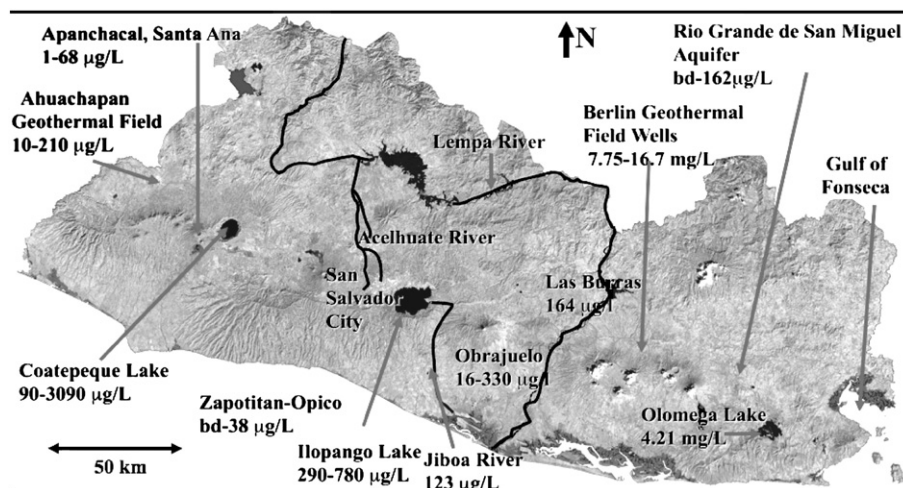 Apanchacal, Santa Ana
1-68 µg/L
Ahuachapan
Geothermal Field
10-210 µg/L
N
Rio Grande de San Miguel
Aquifer
bd-162µg/L
Berlin Geothermal
Field Wells
7.75-16.7 mg/L
Gulf of
Fonseca
Lempa River
Acelhuate River
San
Salvador
City
Las Burras
164 µg/l
Obrajuelo
16-330 µg/l
Coatepeque Lake
90-3090 µg/L
Zapotitan-Opico
bd-38 µg/L
Olomega Lake
4.21 mg/L
50 km
Ilopango Lake
290-780 µg/L
Jiboa River
123 µg/L